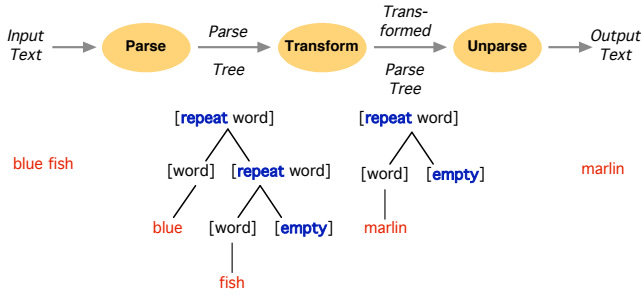 Input
Text
Parse
Parse
Tree
Transform
Trans-
formed
Parse
Tree
Unparse
Output
Text
blue fish
[repeat word]
[word] [repeat word]
blue [word] [empty]
fish
[repeat word]
[word] [empty]
marlin
marlin